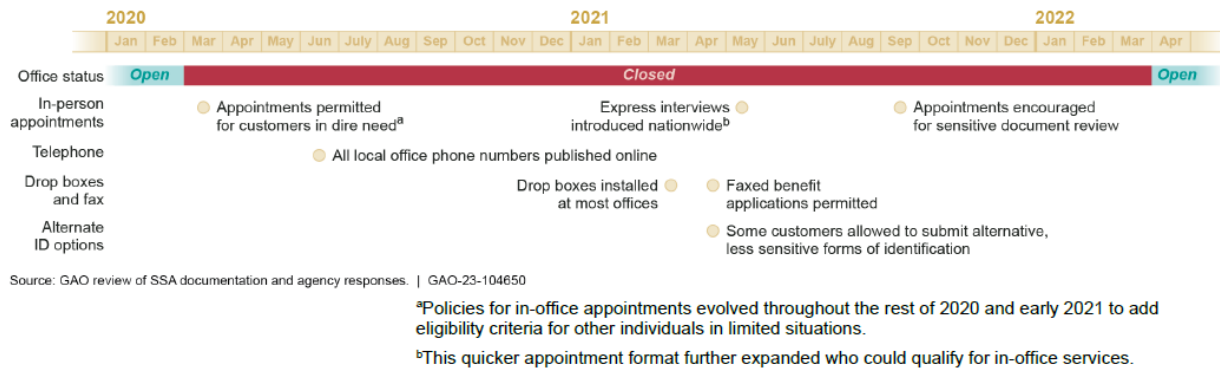 2020 2021 2022
Jan Feb Mar Apr May Jun July Aug Sep Oct Nov Dec Jan Feb Mar Apr May Jun July Aug Sep Oct Nov Dec Jan Feb Mar Apr
Office status Open Closed Open
In-person appointments
Appointments permitted
for customers in dire needᵃ
Express interviews
introduced nationwideᵇ
Appointments encouraged
for sensitive document review
Telephone All local office phone numbers published online
Drop boxes
and fax
Drop boxes installed
at most offices
Faxed benefit
applications permitted
Alternate
ID options
Some customers allowed to submit alternative,
less sensitive forms of identification
Source: GAO review of SSA documentation and agency responses. | GAO-23-104650
ᵃPolicies for in-office appointments evolved throughout the rest of 2020 and early 2021 to add
eligibility criteria for other individuals in limited situations.
ᵇThis quicker appointment format further expanded who could qualify for in-office services.